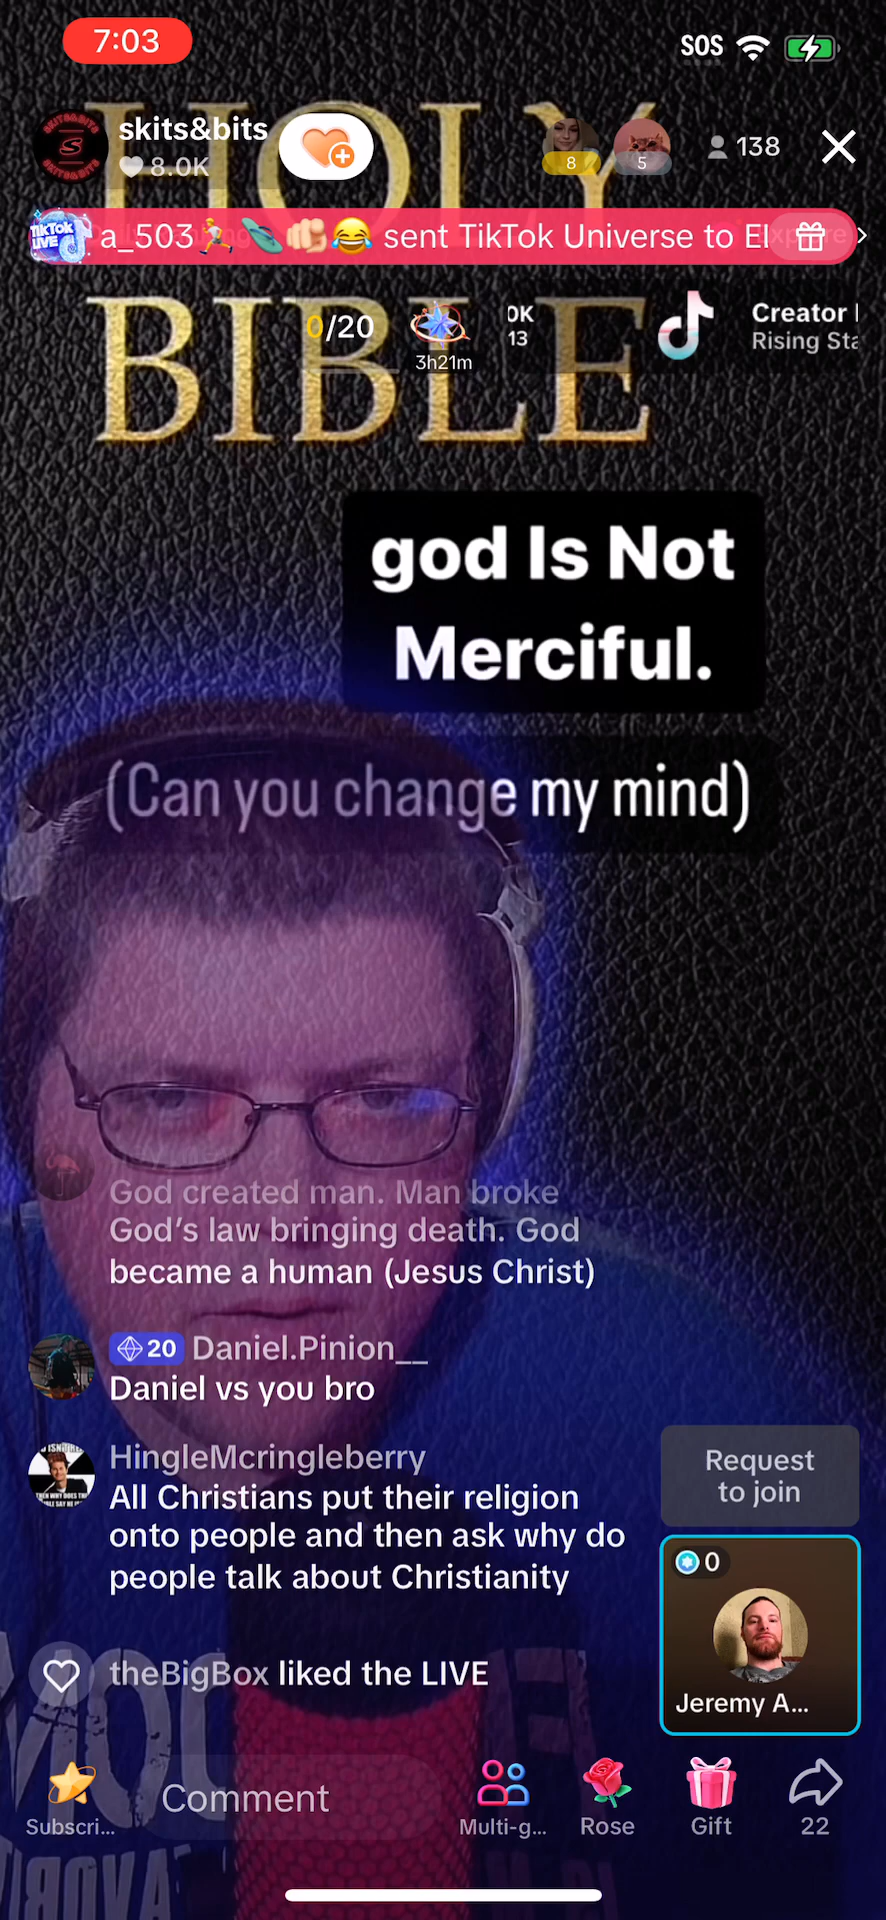 7:03
SOS
HOLY
skits&bits
8.0K
8
5
138
a_503🏃🩴🫵🏻😂 sent TikTok Universe to El
BIBLE
0/20
3h21m
0K
13
Creator
Rising Sta
god Is Not
Merciful.
(Can you change my mind)
God created man. Man broke
God's law bringing death. God
became a human (Jesus Christ)
20 Daniel.Pinion__
Daniel vs you bro
HingleMcringleberry
All Christians put their religion
onto people and then ask why do
people talk about Christianity
theBigBox liked the LIVE
Request
to join
0
Jeremy A...
Subscri...
Comment
Multi-g...
Rose
Gift
22